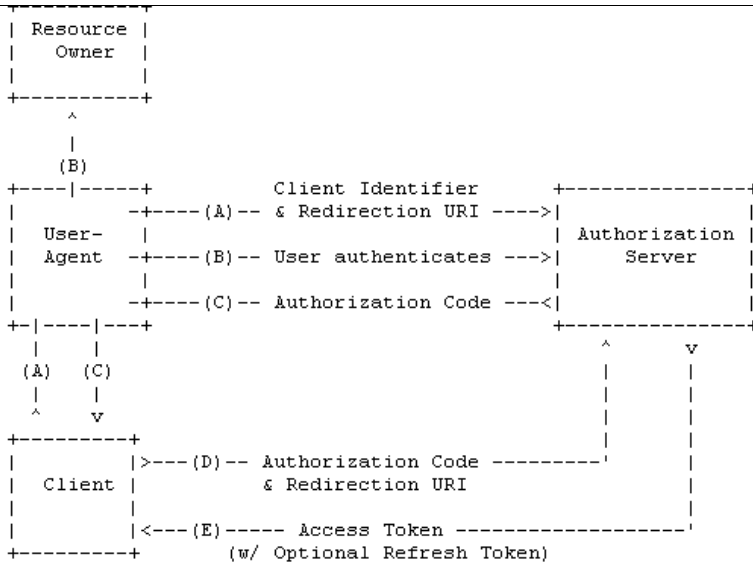 Resource
Owner
(B)
Client Identifier
(A) & Redirection URI
User-
Agent
(B) User authenticates
Authorization
Server
(C) Authorization Code
(A) (C)
(D) Authorization Code
& Redirection URI
Client
(E) Access Token
(w/ Optional Refresh Token)